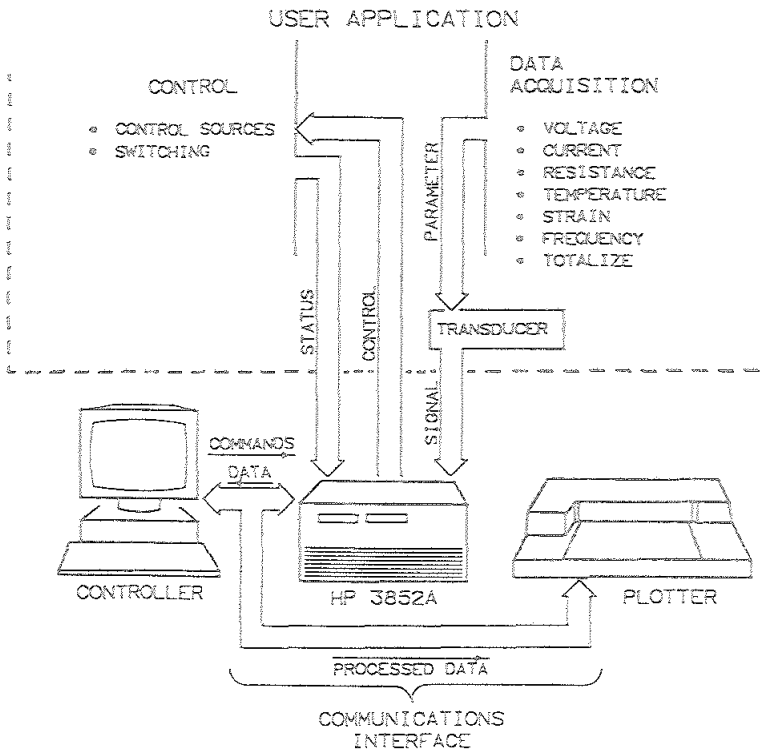 USER APPLICATION
CONTROL
• CONTROL SOURCES
• SWITCHING
DATA
ACQUISITION
• VOLTAGE
• CURRENT
• RESISTANCE
• TEMPERATURE
• STRAIN
• FREQUENCY
• TOTALIZE
PARAMETER
STATUS
CONTROL
TRANSDUCER
SIGNAL
COMMANDS
DATA
CONTROLLER
HP 3852A
PLOTTER
PROCESSED DATA
COMMUNICATIONS
INTERFACE